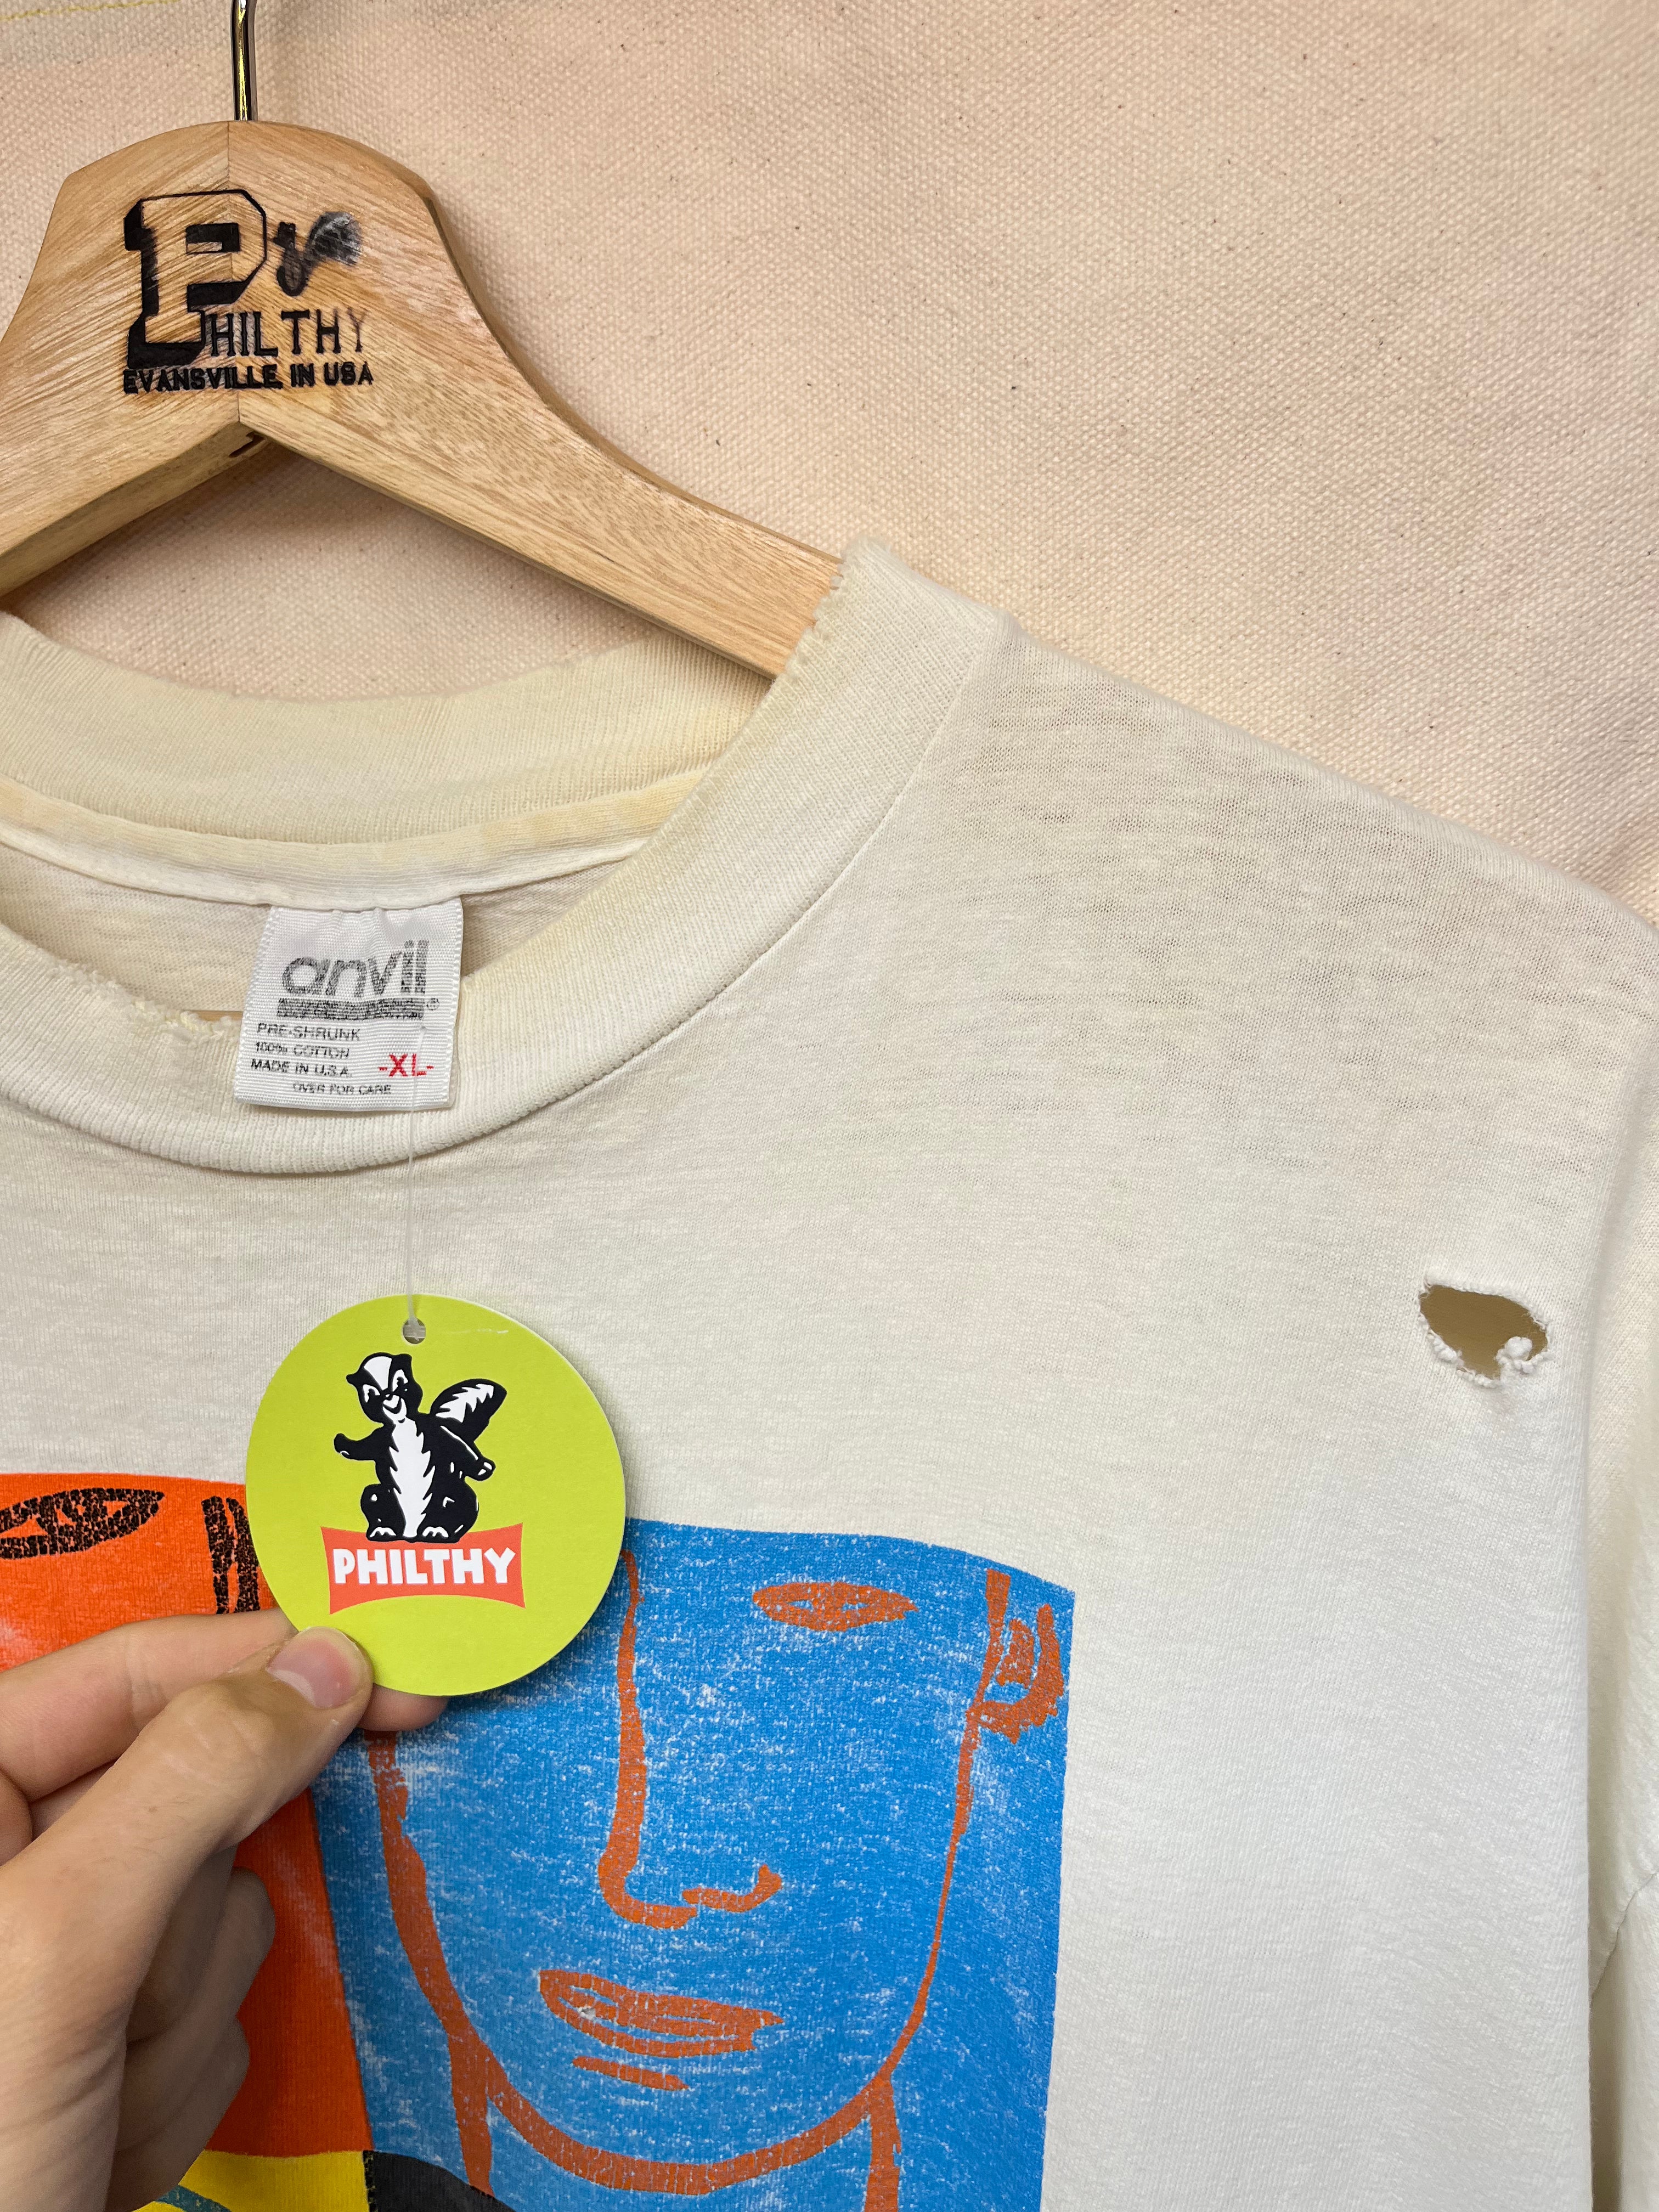 PHILTHY
EVANSVILLE, IN USA
anvil
PRE-SHRUNK
100% COTTON
MADE IN U.S.A. -XL-
OVER FOR CARE
PHILTHY